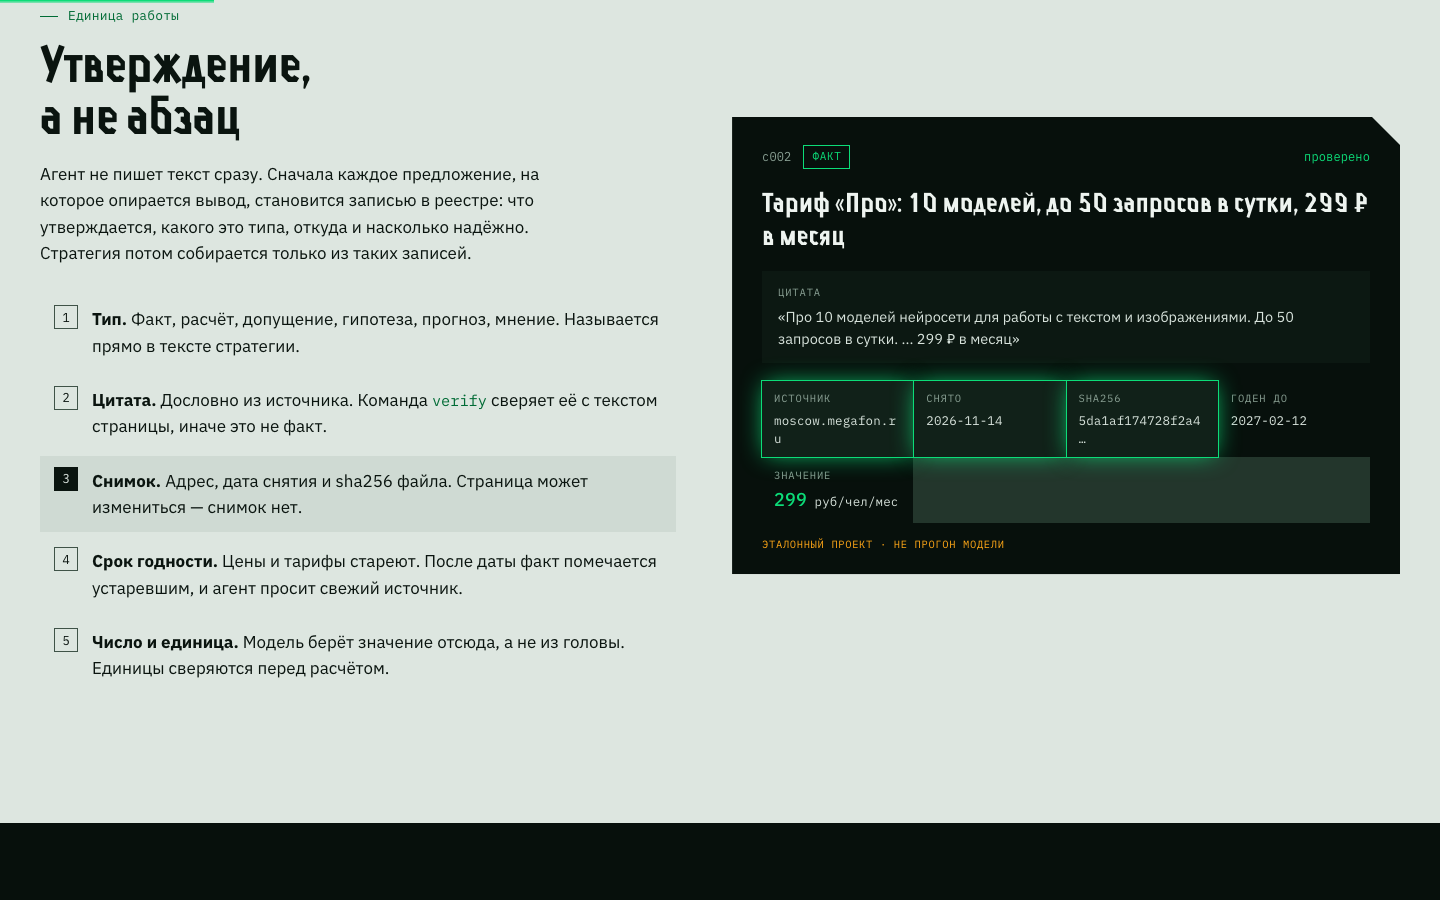 Единица работы
Утверждение,
а не абзац
Агент не пишет текст сразу. Сначала каждое предложение, на
которое опирается вывод, становится записью в реестре: что
утверждается, какого это типа, откуда и насколько надёжно.
Стратегия потом собирается только из таких записей.
1 Тип. Факт, расчёт, допущение, гипотеза, прогноз, мнение. Называется
прямо в тексте стратегии.
2 Цитата. Дословно из источника. Команда verify сверяет её с текстом
страницы, иначе это не факт.
3 Снимок. Адрес, дата снятия и sha256 файла. Страница может
измениться — снимок нет.
4 Срок годности. Цены и тарифы стареют. После даты факт помечается
устаревшим, и агент просит свежий источник.
5 Число и единица. Модель берёт значение отсюда, а не из головы.
Единицы сверяются перед расчётом.
c002 ФАКТ проверено
Тариф «Про»: 10 моделей, до 50 запросов в сутки, 299 ₽
в месяц
ЦИТАТА
«Про 10 моделей нейросети для работы с текстом и изображениями. До 50
запросов в сутки. ... 299 ₽ в месяц»
ИСТОЧНИК СНЯТО SHA256 ГОДЕН ДО
moscow.megafon.r 2026-11-14 5da1af174728f2a4 2027-02-12
u …
ЗНАЧЕНИЕ
299 руб/чел/мес
ЭТАЛОННЫЙ ПРОЕКТ · НЕ ПРОГОН МОДЕЛИ